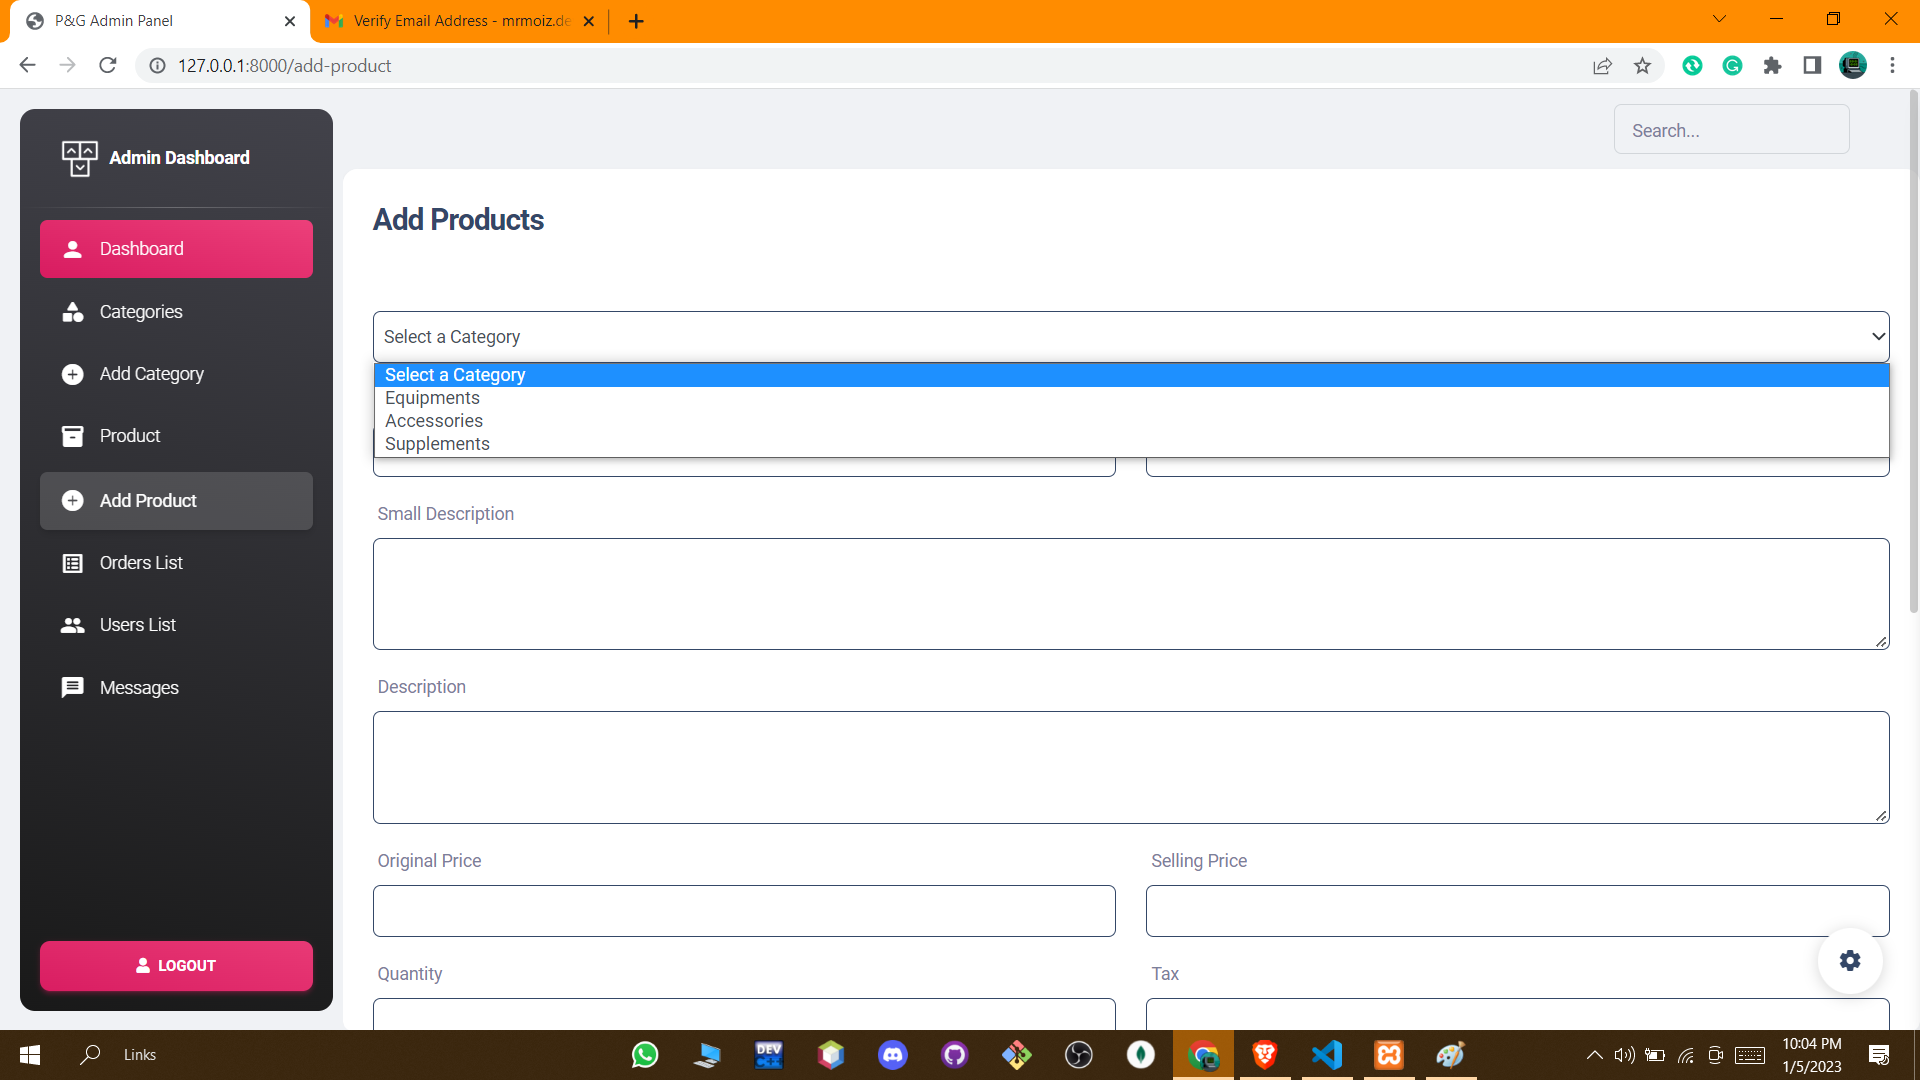 P&G Admin Panel
Verify Email Address - mrmoiz.de
127.0.0.1:8000/add-product
Admin Dashboard
Search...
Dashboard
Categories
Add Category
Product
Add Product
Orders List
Users List
Messages
LOGOUT
Add Products
Select a Category
Select a Category
Equipments
Accessories
Supplements
Small Description
Description
Original Price
Selling Price
Quantity
Tax
Links
DEV
C++
10:04 PM
1/5/2023